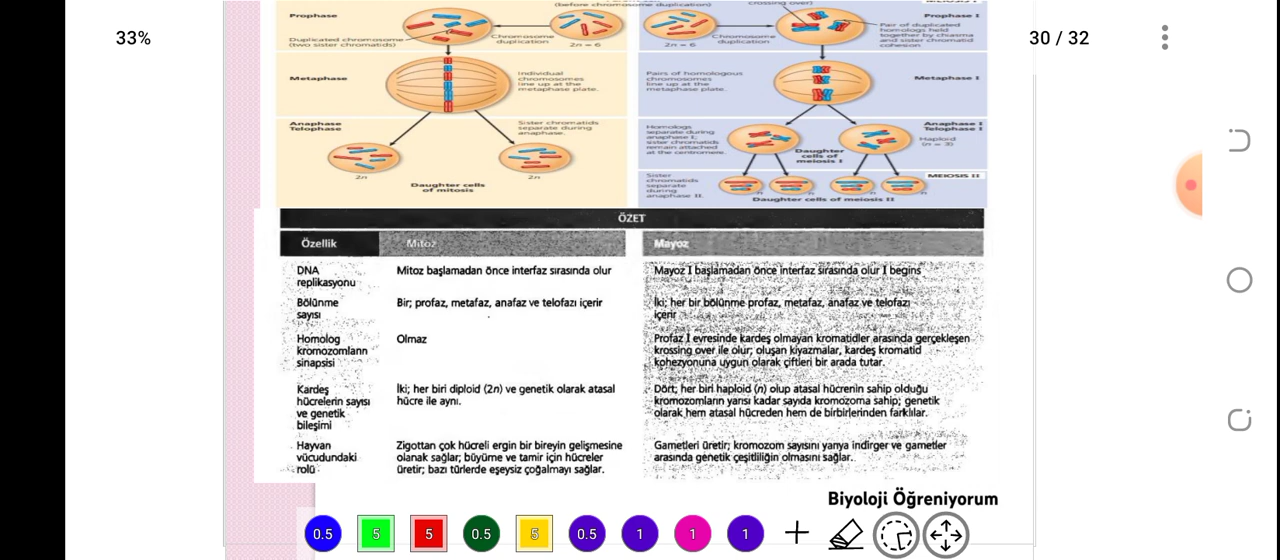 33%
30 / 32
(before chromosome duplication)
crossing over)
Prophase
Duplicated chromosome
(two sister chromatids)
Chromosome
duplication
2n = 6
2n = 6
Chromosome
duplication
Prophase I
Pair of duplicated
homologs held
together by chiasma
and sister chromatid
cohesion
Metaphase
Individual
chromosomes
line up at the
metaphase plate.
Pairs of homologous
chromosomes
line up at the
metaphase plate.
Metaphase I
Anaphase
Telophase
Sister chromatids
separate during
anaphase.
2n
2n
Daughter cells
of mitosis
Homologs
separate during
anaphase I;
sister chromatids
remain attached
at the centromere.
Daughter
cells of
meiosis I
Anaphase I
Telophase I
Haploid
(n = 3)
Sister
chromatids
separate
during
anaphase II.
MEIOSIS II
n
n
n
n
Daughter cells of meiosis II
ÖZET
Özellik
Mitoz
Mayoz
DNA
replikasyonu
Mitoz başlamadan önce interfaz sırasında olur
Mayoz I başlamadan önce interfaz sırasında olur I begins
Bölünme
sayısı
Bir; profaz, metafaz, anafaz ve telofazı içerir
İki; her bir bölünme profaz, metafaz, anafaz ve telofazı
içerir
Homolog
kromozomların
sinapsisi
Olmaz
Profaz I evresinde kardeş olmayan kromatidler arasında gerçekleşen
krossing over ile olur; oluşan kiyazmalar, kardeş kromatid
kohezyonuna uygun olarak çiftleri bir arada tutar.
Kardeş
hücrelerin sayısı
ve genetik
bileşimi
İki; her biri diploid (2n) ve genetik olarak atasal
hücre ile aynı.
Dört; her biri haploid (n) olup atasal hücrenin sahip olduğu
kromozomların yarısı kadar sayıda kromozoma sahip; genetik
olarak hem atasal hücreden hem de birbirlerinden farklılar.
Hayvan
vücudundaki
rolü
Zigottan çok hücreli ergin bir bireyin gelişmesine
olanak sağlar; büyüme ve tamir için hücreler
üretir; bazı türlerde eşeysiz çoğalmayı sağlar.
Gametleri üretir; kromozom sayısını yarıya indirger ve gametler
arasında genetik çeşitliliğin olmasını sağlar.
Biyoloji Öğreniyorum
0.5
5
5
0.5
5
0.5
1
1
1